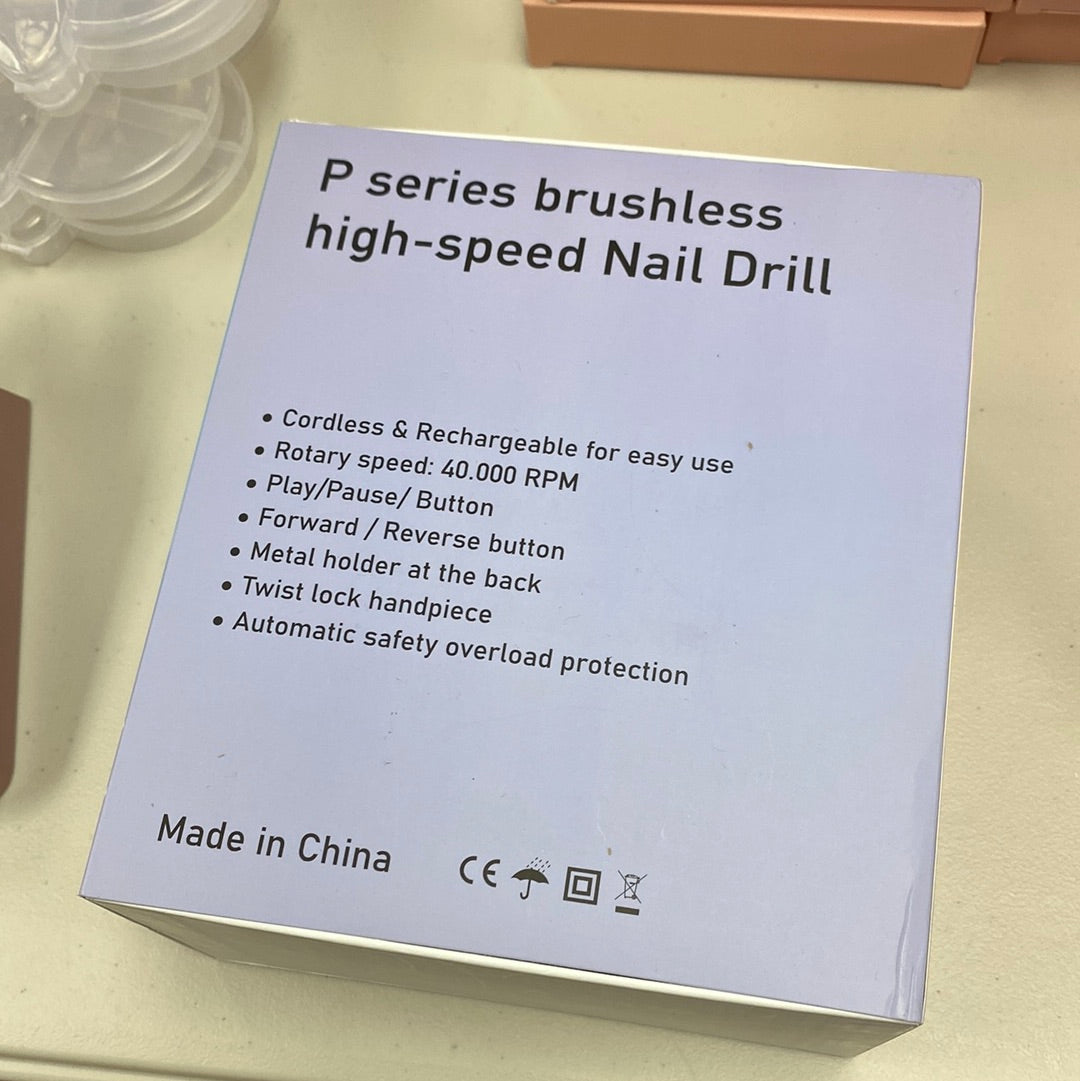 P series brushless
high-speed Nail Drill
• Cordless & Rechargeable for easy use
• Rotary speed: 40.000 RPM
• Play/Pause/ Button
• Forward / Reverse button
• Metal holder at the back
• Twist lock handpiece
• Automatic safety overload protection
Made in China CE